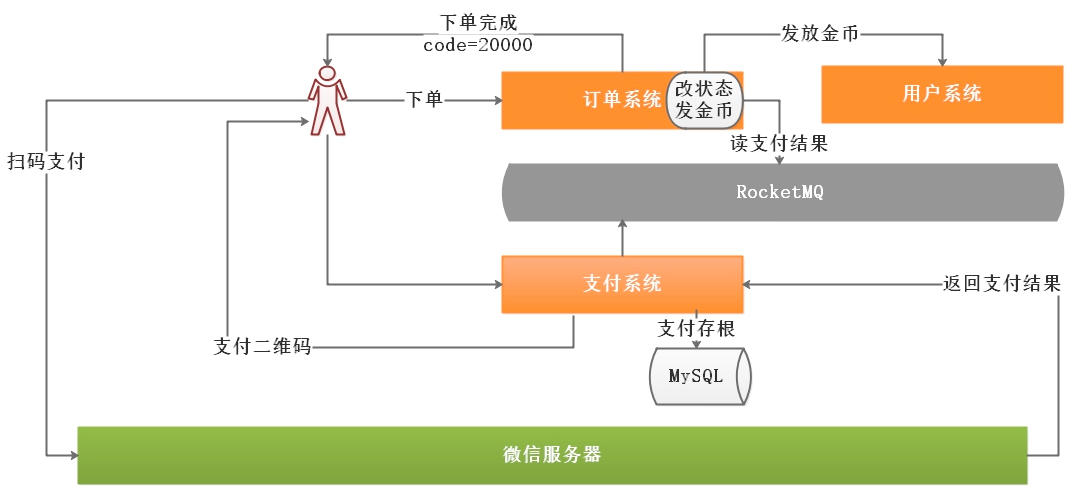 下单完成
code=20000
发放金币
下单
订单系统
改状态
发金币
用户系统
扫码支付
读支付结果
RocketMQ
支付系统
返回支付结果
支付存根
支付二维码
MySQL
微信服务器